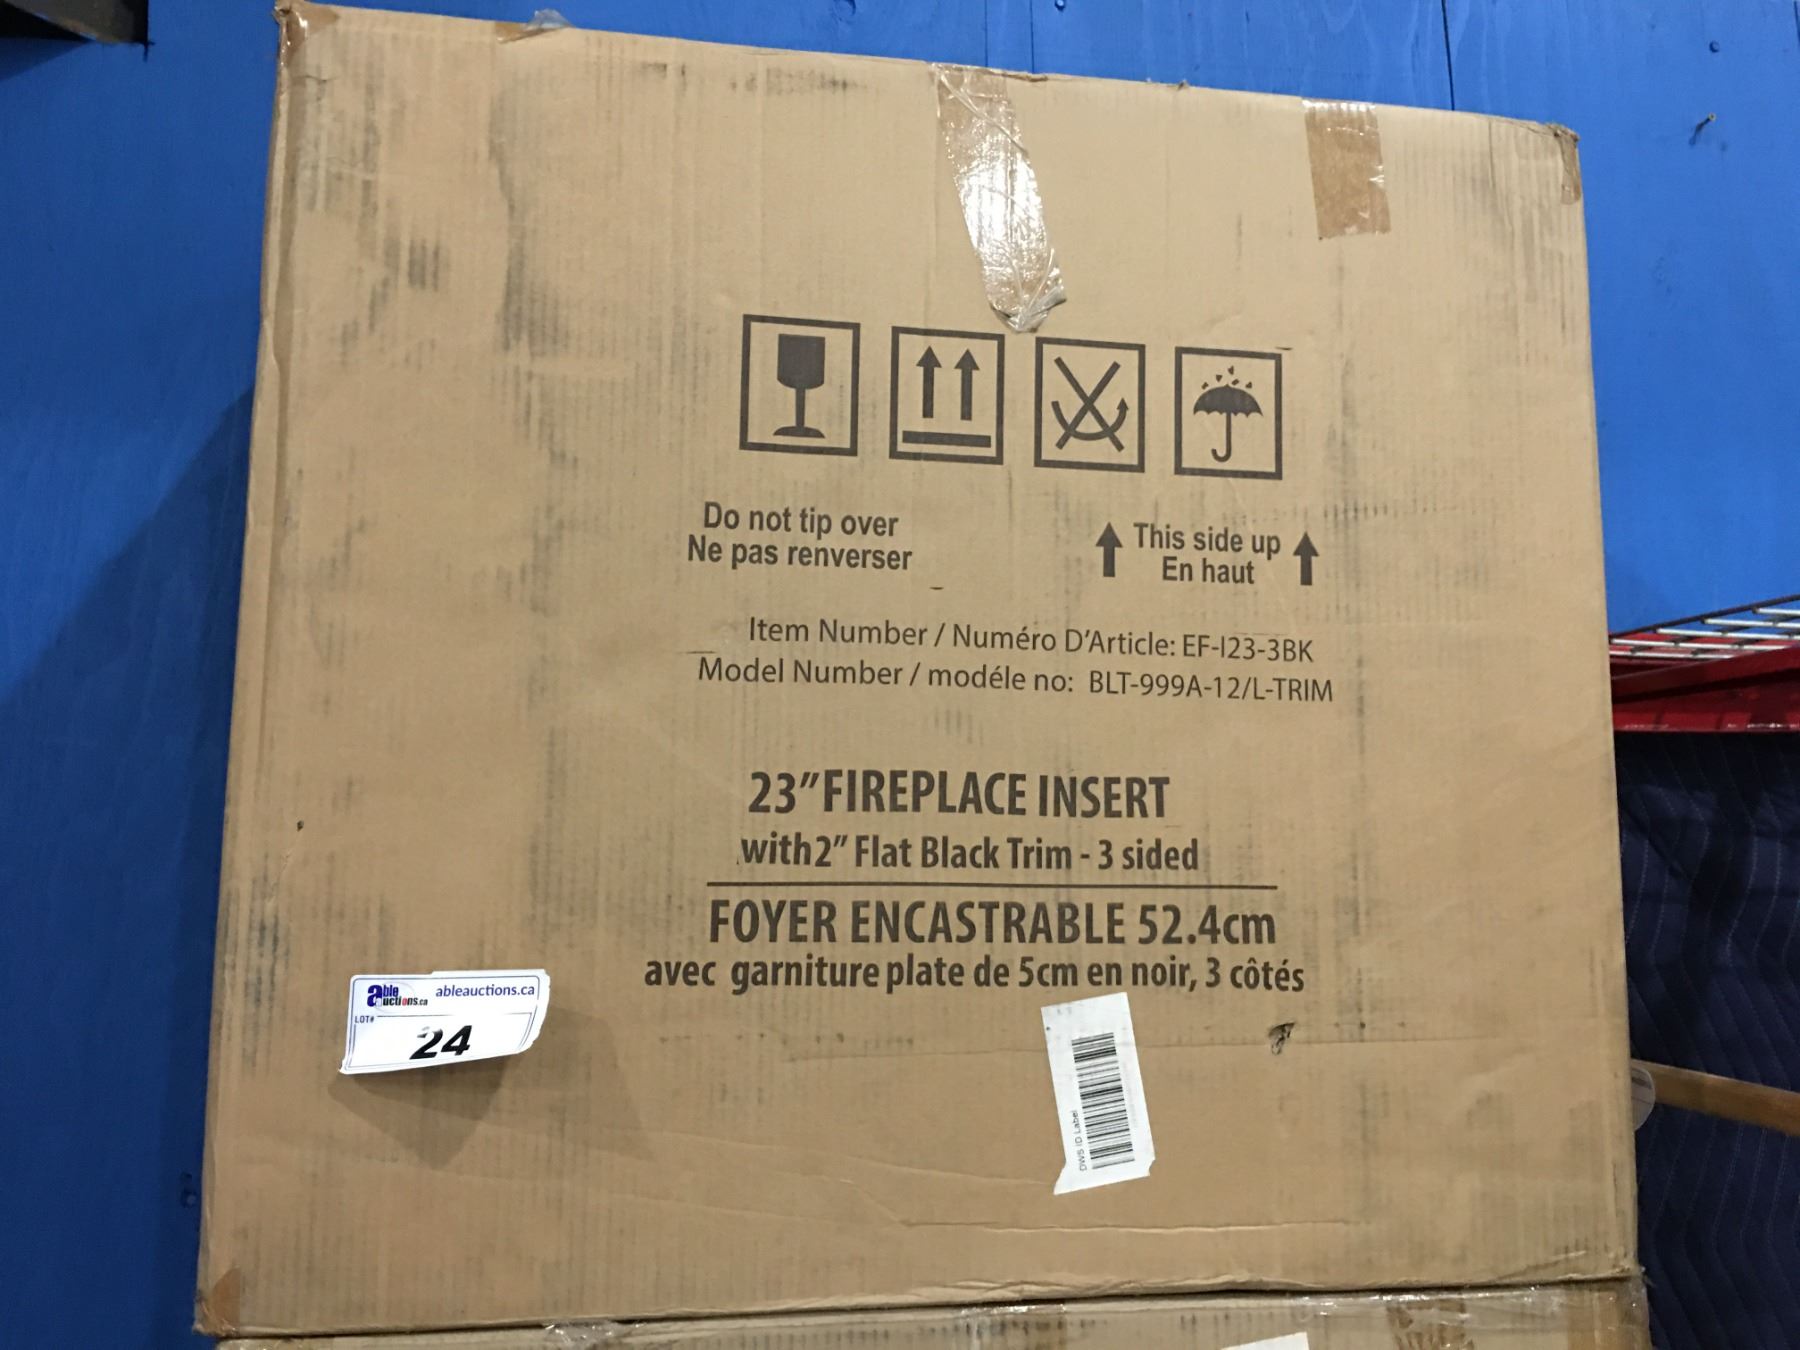 Do not tip over
Ne pas renverser
This side up
En haut
Item Number / Numéro D'Article: EF-I23-3BK
Model Number / modéle no: BLT-999A-12/L-TRIM
23" FIREPLACE INSERT
with 2" Flat Black Trim - 3 sided
FOYER ENCASTRABLE 52.4cm
avec garniture plate de 5cm en noir, 3 côtés
able auctions.ca
ableauctions.ca
LOT#
24
DWS ID Label